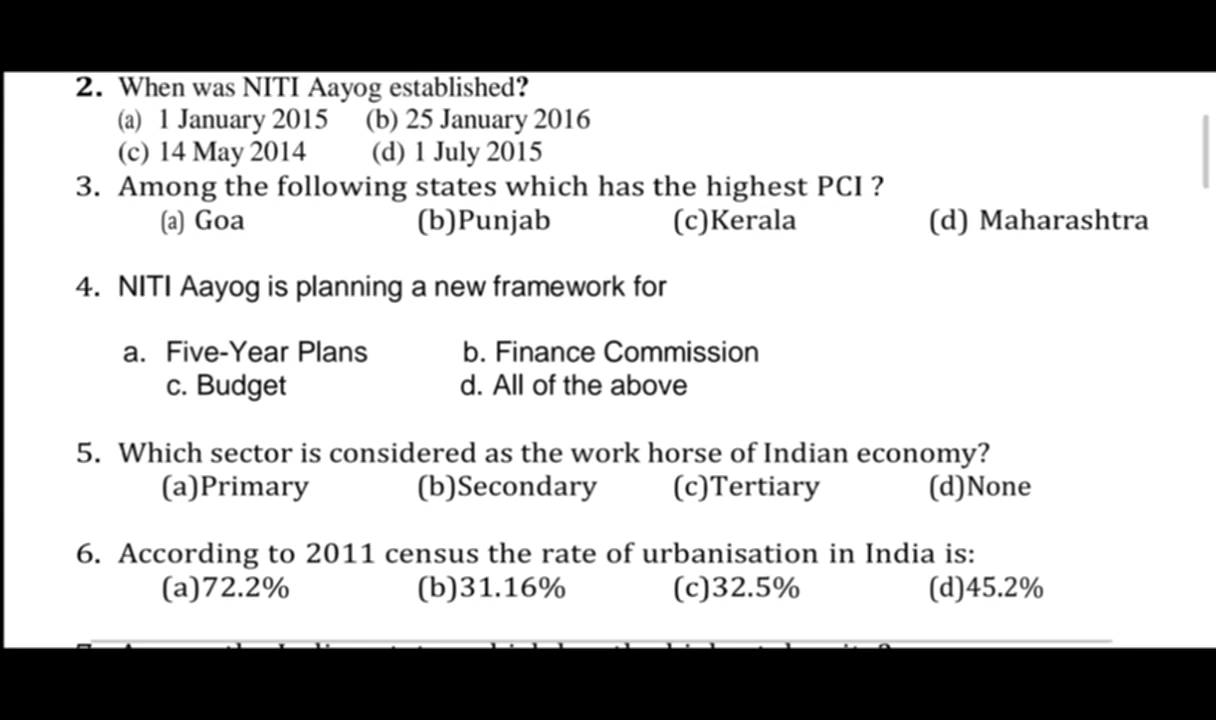 2. When was NITI Aayog established?
(a) 1 January 2015 (b) 25 January 2016
(c) 14 May 2014 (d) 1 July 2015
3. Among the following states which has the highest PCI ?
(a) Goa (b)Punjab (c)Kerala (d) Maharashtra
4. NITI Aayog is planning a new framework for
a. Five-Year Plans b. Finance Commission
c. Budget d. All of the above
5. Which sector is considered as the work horse of Indian economy?
(a)Primary (b)Secondary (c)Tertiary (d)None
6. According to 2011 census the rate of urbanisation in India is:
(a)72.2% (b)31.16% (c)32.5% (d)45.2%